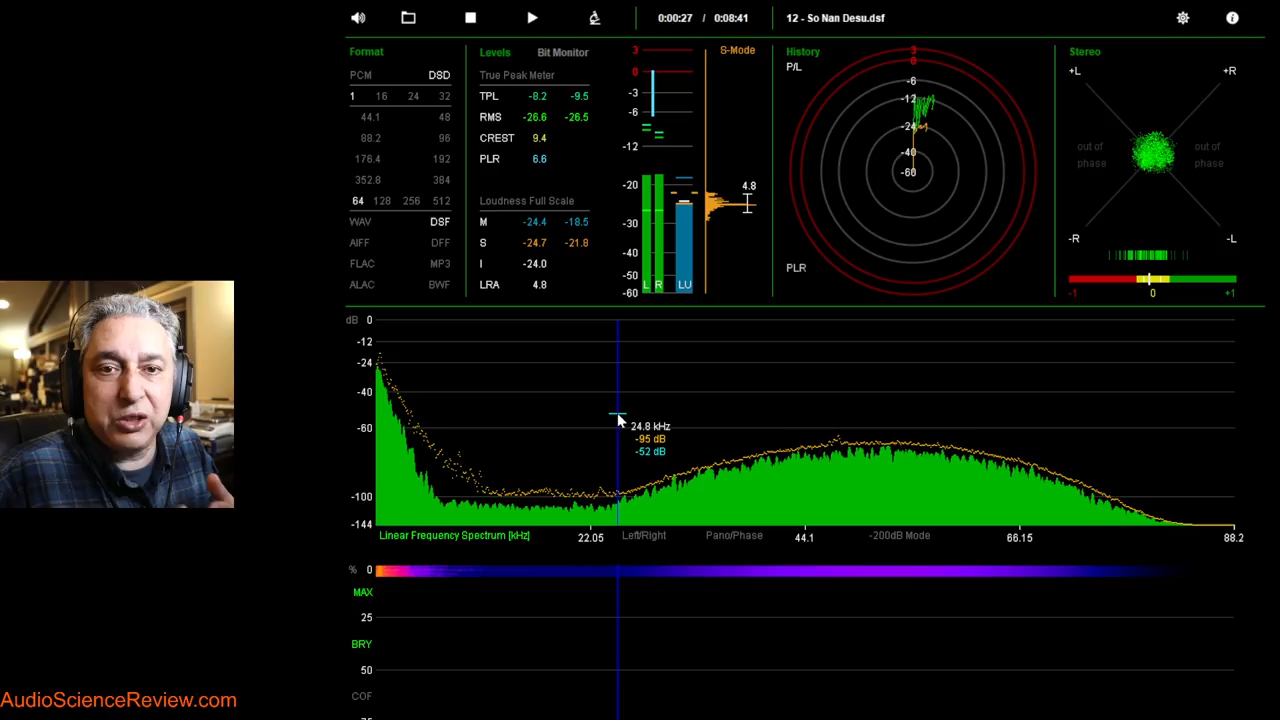 0:00:27 / 0:08:41 12 - So Nan Desu.dsf
Format
PCM DSD
1 16 24 32
44.1 48
88.2 96
176.4 192
352.8 384
64 128 256 512
WAV DSF
AIFF DFF
FLAC MP3
ALAC BWF
Levels Bit Monitor
True Peak Meter
TPL -8.2 -9.5
RMS -26.6 -26.5
CREST 9.4
PLR 6.6
Loudness Full Scale
M -24.4 -18.5
S -24.7 -21.8
I -24.0
LRA 4.8
3
0
-3
-6
-12
-20
-30
-40
-50
-60
L R LU
S-Mode
4.8
History
P/L
3
0
-6
-12
-24
-40
-60
PLR
Stereo
+L +R
out of phase
out of phase
-R -L
-1 0 +1
dB 0
-12
-24
-40
-60
-100
-144
24.8 kHz
-95 dB
-52 dB
Linear Frequency Spectrum [kHz] 22.05 Left/Right 44.1 Pano/Phase -200dB Mode 66.15 88.2
% 0
MAX
25
BRY
50
COF
75
AudioScienceReview.com